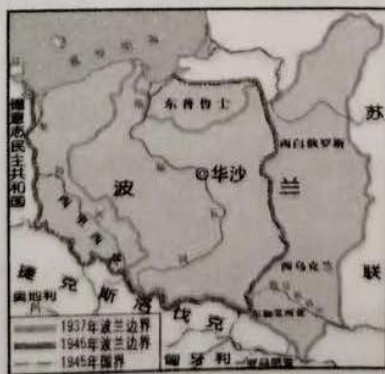 东普鲁士
苏
德意志民主共和国
西白俄罗斯
华沙
波
兰
西乌克兰
捷克斯洛伐克
联
奥地利
匈牙利
1937年波兰边界
1945年波兰边界
1945年国界